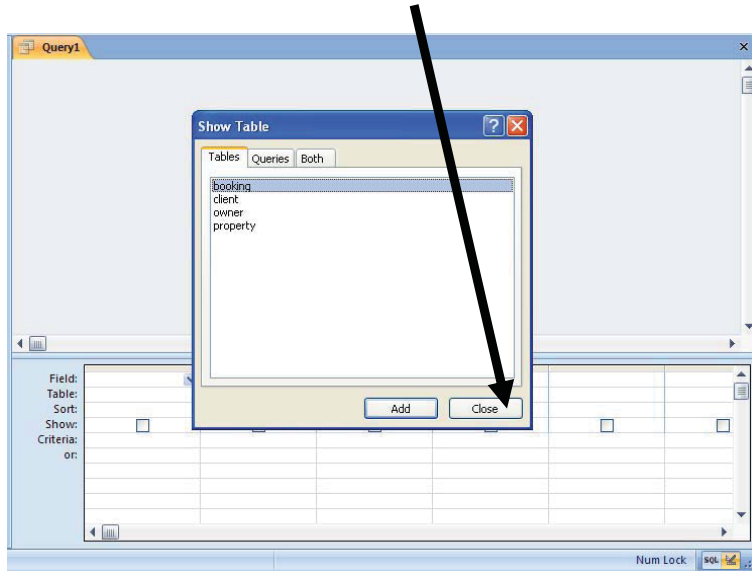 Query1
Show Table
Tables Queries Both
booking
client
owner
property
Add Close
Field:
Table:
Sort:
Show:
Criteria:
or:
Num Lock SQL